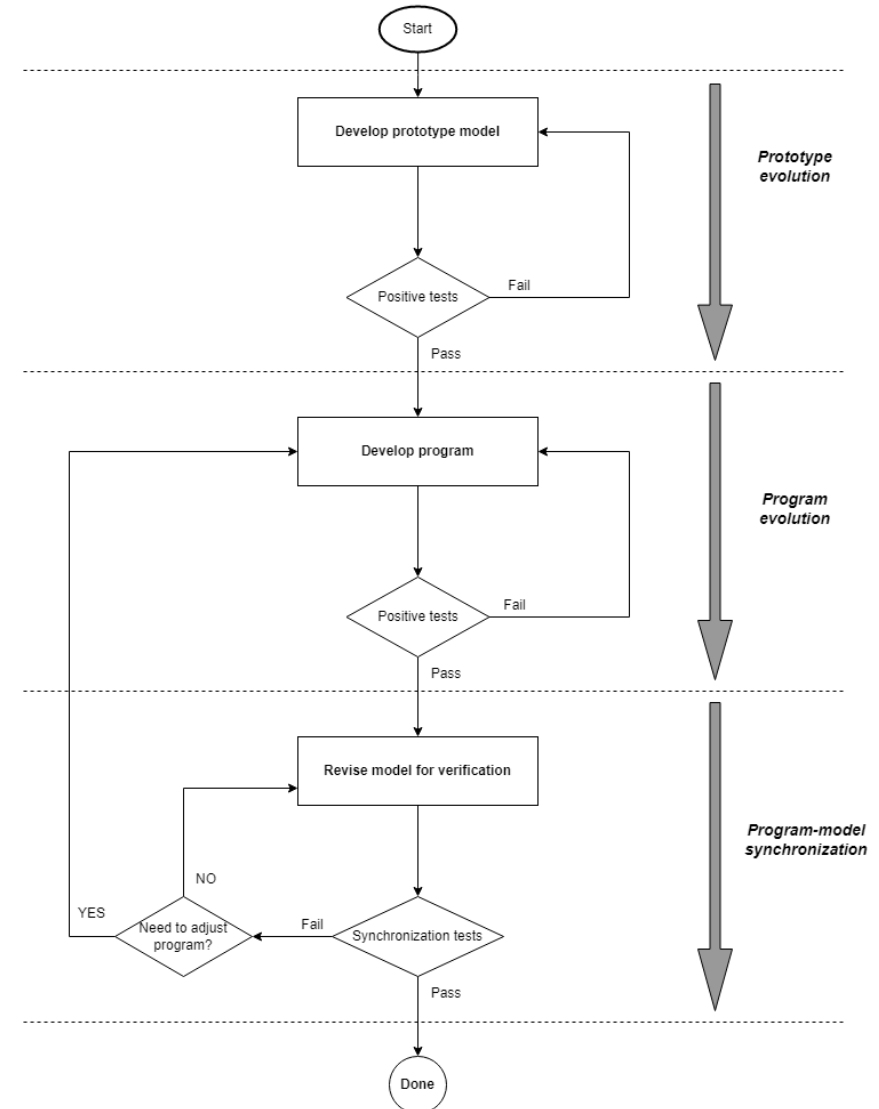 Start
Develop prototype model
Prototype
evolution
Fail
Positive tests
Pass
Develop program
Program
evolution
Fail
Positive tests
Pass
Revise model for verification
Program-model
synchronization
NO
YES
Need to adjust
program?
Fail
Synchronization tests
Pass
Done